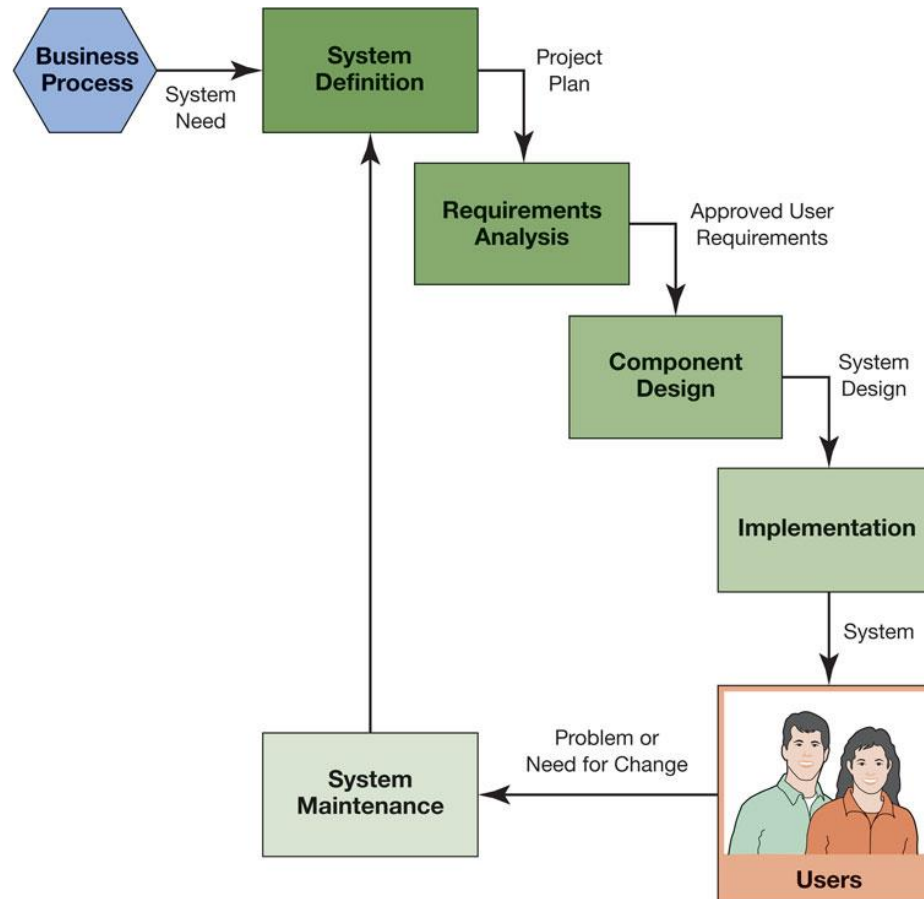 Business
Process
System
Need
System
Definition
Project
Plan
Requirements
Analysis
Approved User
Requirements
Component
Design
System
Design
Implementation
System
Users
Problem or
Need for Change
System
Maintenance